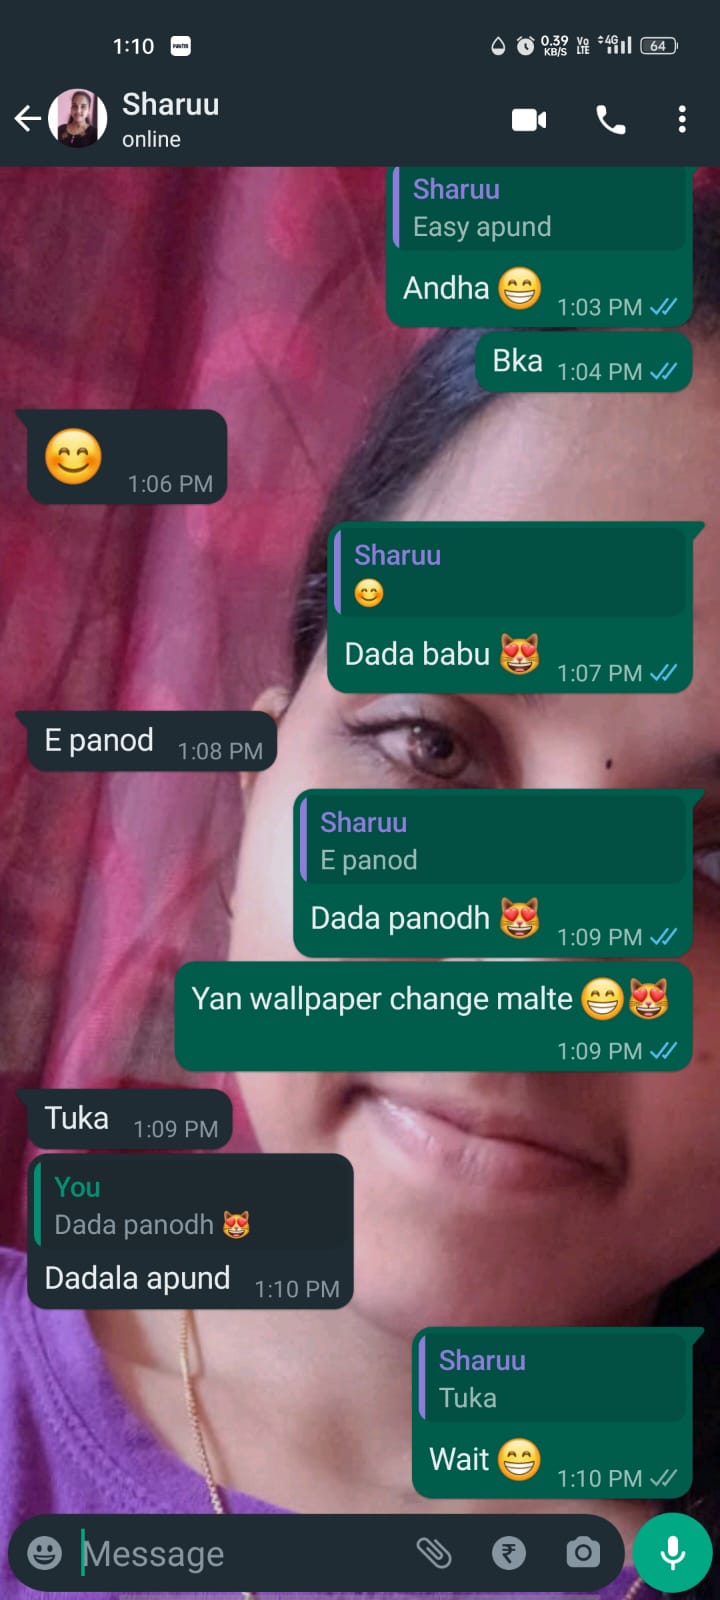 1:10
0.39
KB/S
Vo
LTE
4G
64
Sharuu
online
Sharuu
Easy apund
Andha 😁 1:03 PM
Bka 1:04 PM
😊 1:06 PM
Sharuu
😊
Dada babu 😻 1:07 PM
E panod 1:08 PM
Sharuu
E panod
Dada panodh 😻 1:09 PM
Yan wallpaper change malte 😁😻
1:09 PM
Tuka 1:09 PM
You
Dada panodh 😻
Dadala apund 1:10 PM
Sharuu
Tuka
Wait 😁 1:10 PM
Message
₹